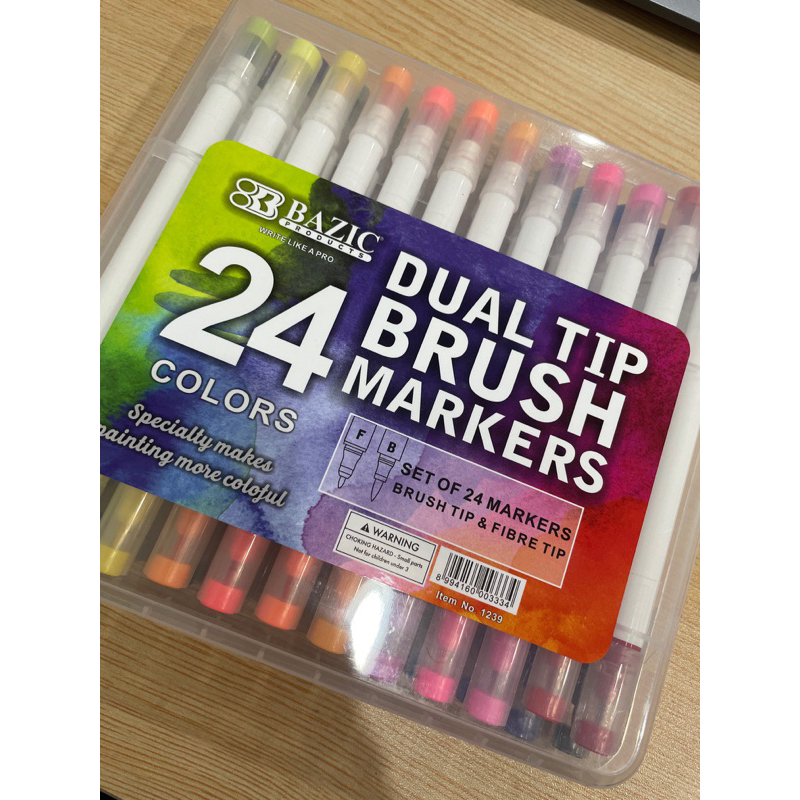 BAZIC
PRODUCTS
WRITE LIKE A PRO
24
COLORS
Specialty makes
painting more coloful
DUAL TIP
BRUSH
MARKERS
F B
SET OF 24 MARKERS
BRUSH TIP & FIBRE TIP
WARNING
CHOKING HAZARD - Small parts
Not for children under 3
8 994160 003334
Item No. 1239